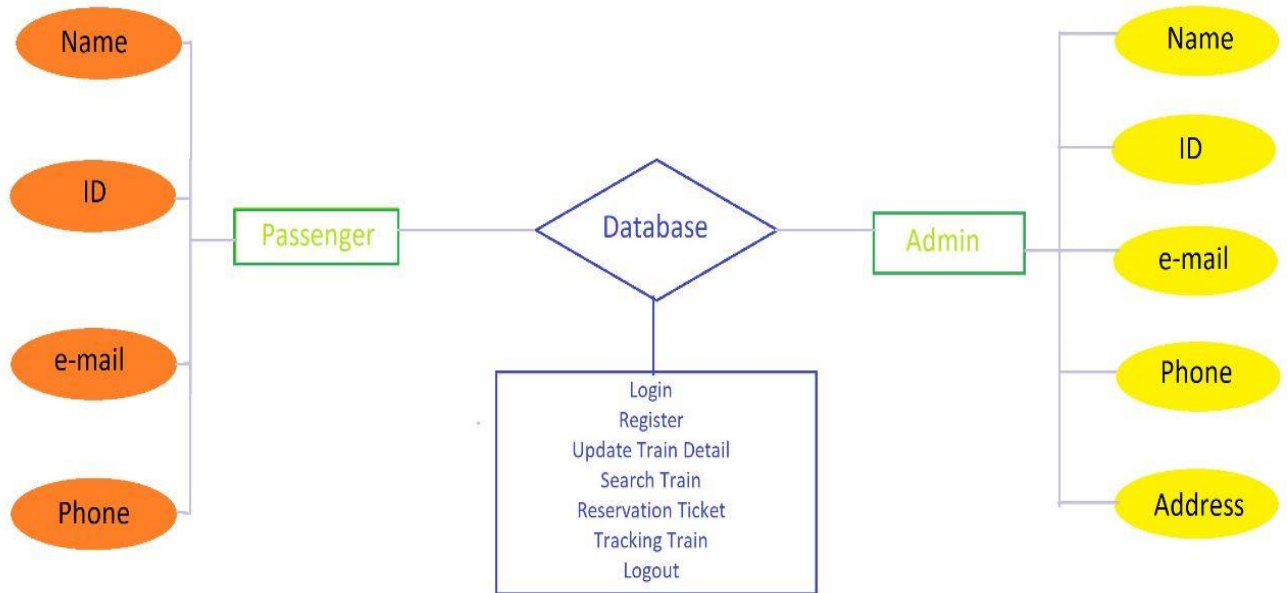 Name
ID
e-mail
Phone
Passenger
Database
Login
Register
Update Train Detail
Search Train
Reservation Ticket
Tracking Train
Logout
Admin
Name
ID
e-mail
Phone
Address